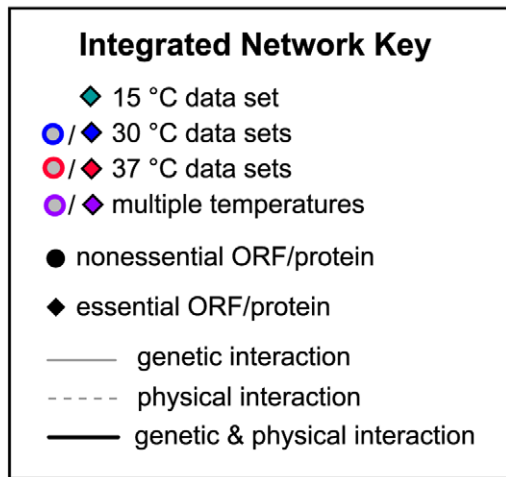 Integrated Network Key
15 °C data set
/ 30 °C data sets
/ 37 °C data sets
/ multiple temperatures
nonessential ORF/protein
essential ORF/protein
genetic interaction
physical interaction
genetic & physical interaction